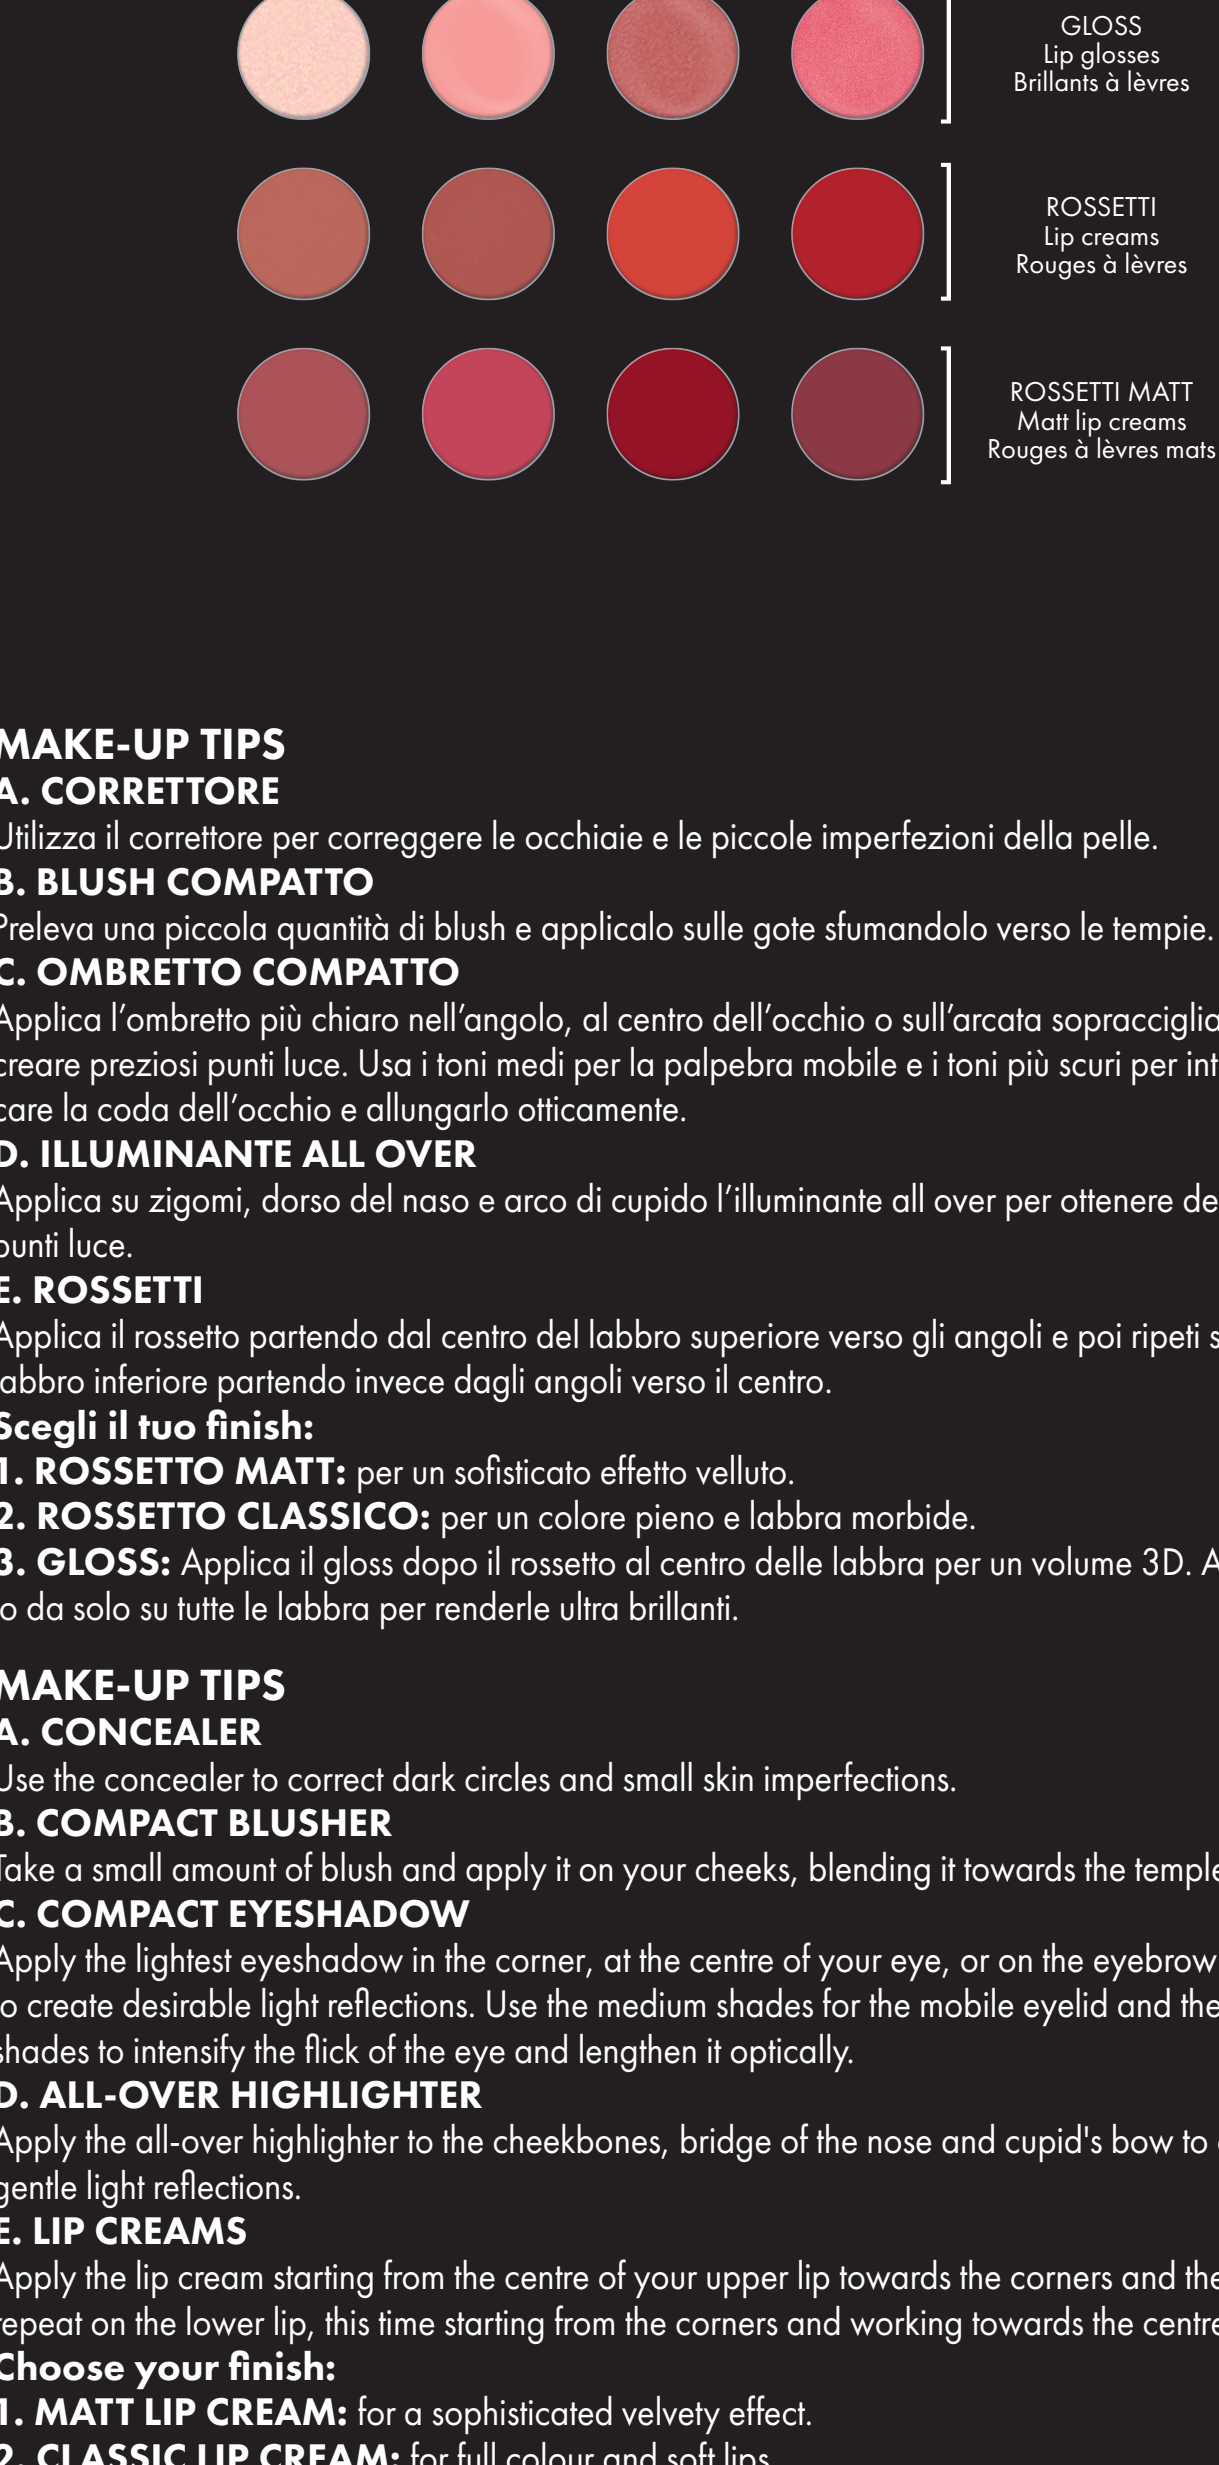 GLOSS
Lip glosses
Brillants à lèvres
ROSSETTI
Lip creams
Rouges à lèvres
ROSSETTI MATT
Matt lip creams
Rouges à lèvres mats
MAKE-UP TIPS
A. CORRETTORE
Utilizza il correttore per correggere le occhiaie e le piccole imperfezioni della pelle.
B. BLUSH COMPATTO
Preleva una piccola quantità di blush e applicalo sulle gote sfumandolo verso le tempie.
C. OMBRETTO COMPATTO
Applica l’ombretto più chiaro nell’angolo, al centro dell’occhio o sull’arcata sopracciglia
creare preziosi punti luce. Usa i toni medi per la palpebra mobile e i toni più scuri per int
care la coda dell’occhio e allungarlo otticamente.
D. ILLUMINANTE ALL OVER
Applica su zigomi, dorso del naso e arco di cupido l’illuminante all over per ottenere de
punti luce.
E. ROSSETTI
Applica il rossetto partendo dal centro del labbro superiore verso gli angoli e poi ripeti s
labbro inferiore partendo invece dagli angoli verso il centro.
Scegli il tuo finish:
1. ROSSETTO MATT: per un sofisticato effetto velluto.
2. ROSSETTO CLASSICO: per un colore pieno e labbra morbide.
3. GLOSS: Applica il gloss dopo il rossetto al centro delle labbra per un volume 3D. A
lo da solo su tutte le labbra per renderle ultra brillanti.
MAKE-UP TIPS
A. CONCEALER
Use the concealer to correct dark circles and small skin imperfections.
B. COMPACT BLUSHER
Take a small amount of blush and apply it on your cheeks, blending it towards the temple
C. COMPACT EYESHADOW
Apply the lightest eyeshadow in the corner, at the centre of your eye, or on the eyebrow
to create desirable light reflections. Use the medium shades for the mobile eyelid and the
shades to intensify the flick of the eye and lengthen it optically.
D. ALL-OVER HIGHLIGHTER
Apply the all-over highlighter to the cheekbones, bridge of the nose and cupid's bow to
gentle light reflections.
E. LIP CREAMS
Apply the lip cream starting from the centre of your upper lip towards the corners and the
repeat on the lower lip, this time starting from the corners and working towards the centre
Choose your finish:
1. MATT LIP CREAM: for a sophisticated velvety effect.
2. CLASSIC LIP CREAM: for full colour and soft lips